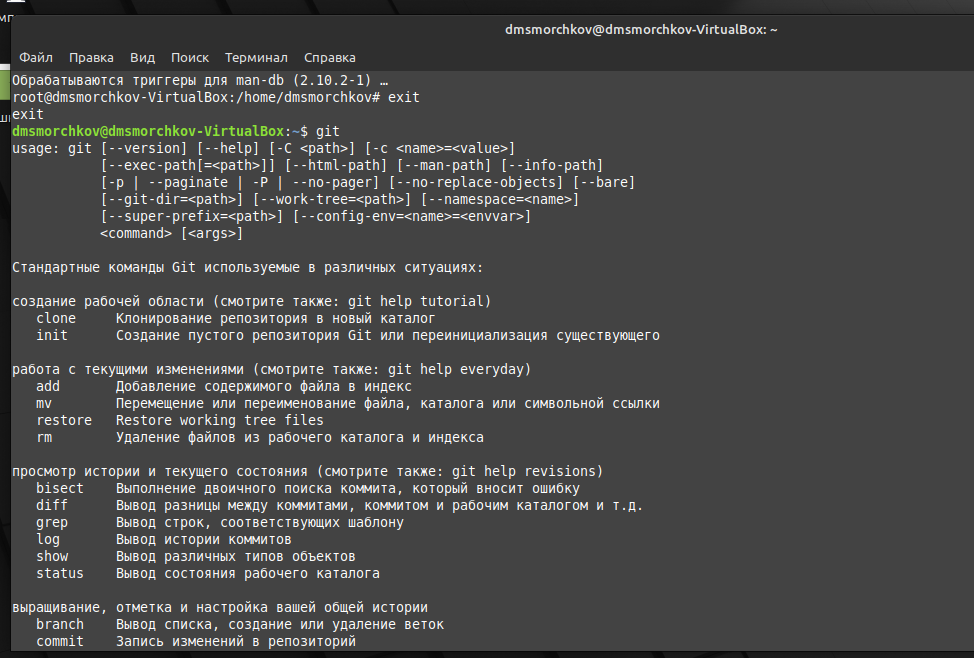 dmsmorchkov@dmsmorchkov-VirtualBox: ~
Файл Правка Вид Поиск Терминал Справка
Обрабатываются триггеры для man-db (2.10.2-1) …
root@dmsmorchkov-VirtualBox:/home/dmsmorchkov# exit
exit
dmsmorchkov@dmsmorchkov-VirtualBox:~$ git
usage: git [--version] [--help] [-C <path>] [-c <name>=<value>]
           [--exec-path[=<path>]] [--html-path] [--man-path] [--info-path]
           [-p | --paginate | -P | --no-pager] [--no-replace-objects] [--bare]
           [--git-dir=<path>] [--work-tree=<path>] [--namespace=<name>]
           [--super-prefix=<path>] [--config-env=<name>=<envvar>]
           <command> [<args>]
Стандартные команды Git используемые в различных ситуациях:
создание рабочей области (смотрите также: git help tutorial)
   clone     Клонирование репозитория в новый каталог
   init      Создание пустого репозитория Git или переинициализация существующего
работа с текущими изменениями (смотрите также: git help everyday)
   add       Добавление содержимого файла в индекс
   mv        Перемещение или переименование файла, каталога или символьной ссылки
   restore   Restore working tree files
   rm        Удаление файлов из рабочего каталога и индекса
просмотр истории и текущего состояния (смотрите также: git help revisions)
   bisect    Выполнение двоичного поиска коммита, который вносит ошибку
   diff      Вывод разницы между коммитами, коммитом и рабочим каталогом и т.д.
   grep      Вывод строк, соответствующих шаблону
   log       Вывод истории коммитов
   show      Вывод различных типов объектов
   status    Вывод состояния рабочего каталога
выращивание, отметка и настройка вашей общей истории
   branch    Вывод списка, создание или удаление веток
   commit    Запись изменений в репозиторий